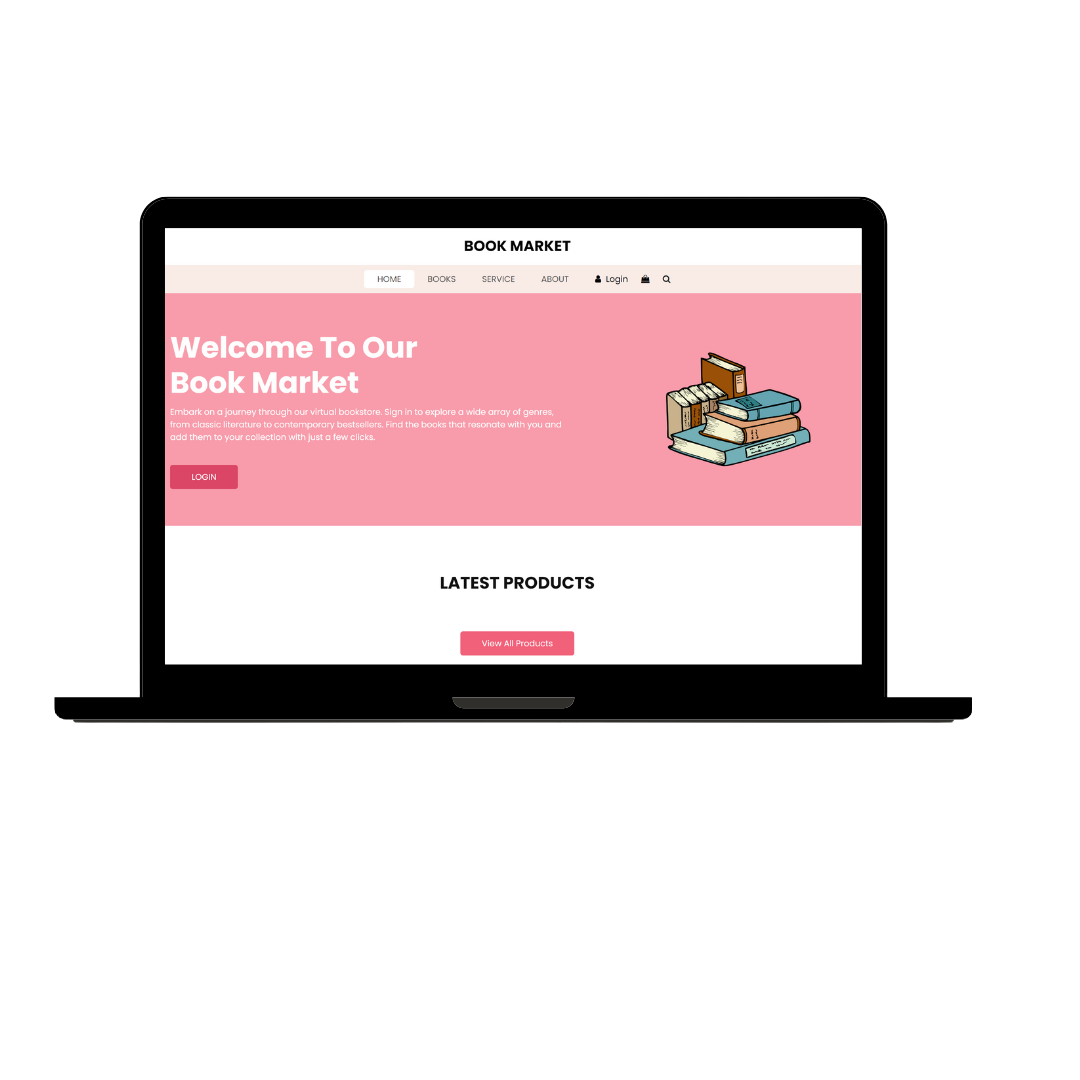 BOOK MARKET
HOME BOOKS SERVICE ABOUT Login
Welcome To Our
Book Market
Embark on a journey through our virtual bookstore. Sign in to explore a wide array of genres,
from classic literature to contemporary bestsellers. Find the books that resonate with you and
add them to your collection with just a few clicks.
LOGIN
LATEST PRODUCTS
View All Products